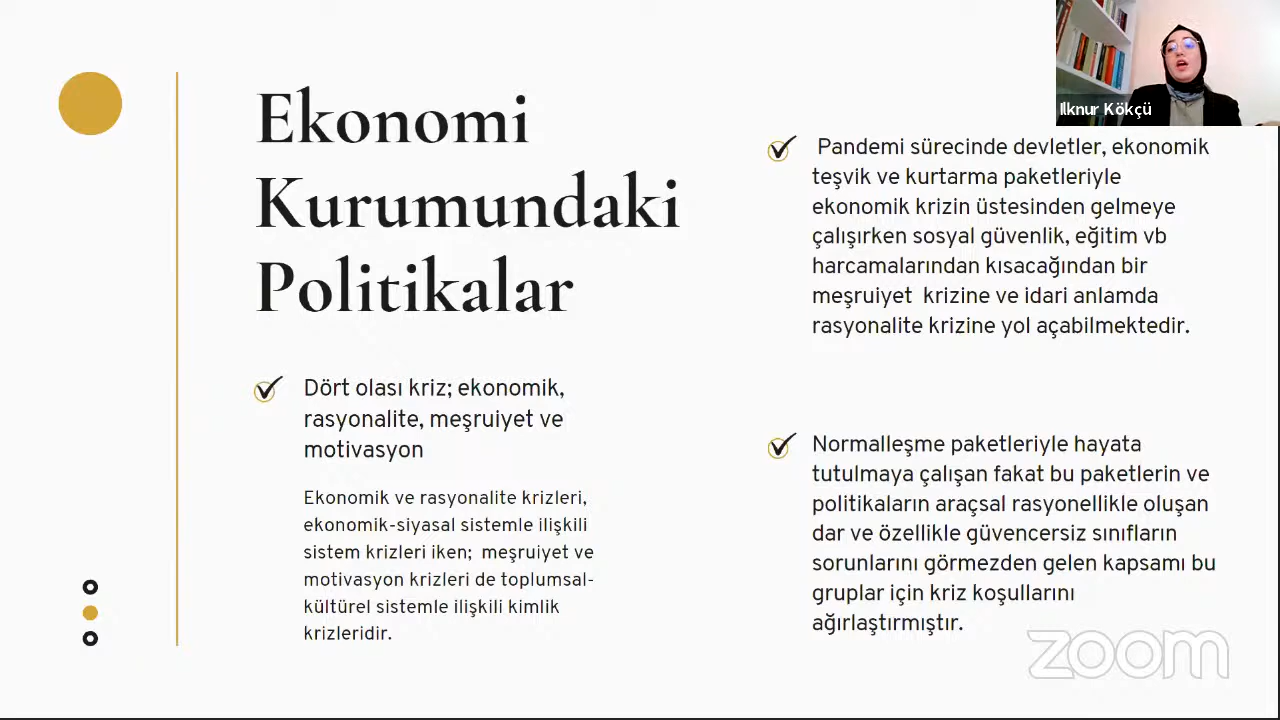 Ekonomi
Kurumundaki
Politikalar
Dört olası kriz; ekonomik,
rasyonalite, meşruiyet ve
motivasyon
Ekonomik ve rasyonalite krizleri,
ekonomik-siyasal sistemle ilişkili
sistem krizleri iken; meşruiyet ve
motivasyon krizleri de toplumsal-
kültürel sistemle ilişkili kimlik
krizleridir.
Ilknur Kökçü
Pandemi sürecinde devletler, ekonomik
teşvik ve kurtarma paketleriyle
ekonomik krizin üstesinden gelmeye
çalışırken sosyal güvenlik, eğitim vb
harcamalarından kısacağından bir
meşruiyet krizine ve idari anlamda
rasyonalite krizine yol açabilmektedir.
Normalleşme paketleriyle hayata
tutulmaya çalışan fakat bu paketlerin ve
politikaların araçsal rasyonellikle oluşan
dar ve özellikle güvencersiz sınıfların
sorunlarını görmezden gelen kapsamı bu
gruplar için kriz koşullarını
ağırlaştırmıştır.
zoom